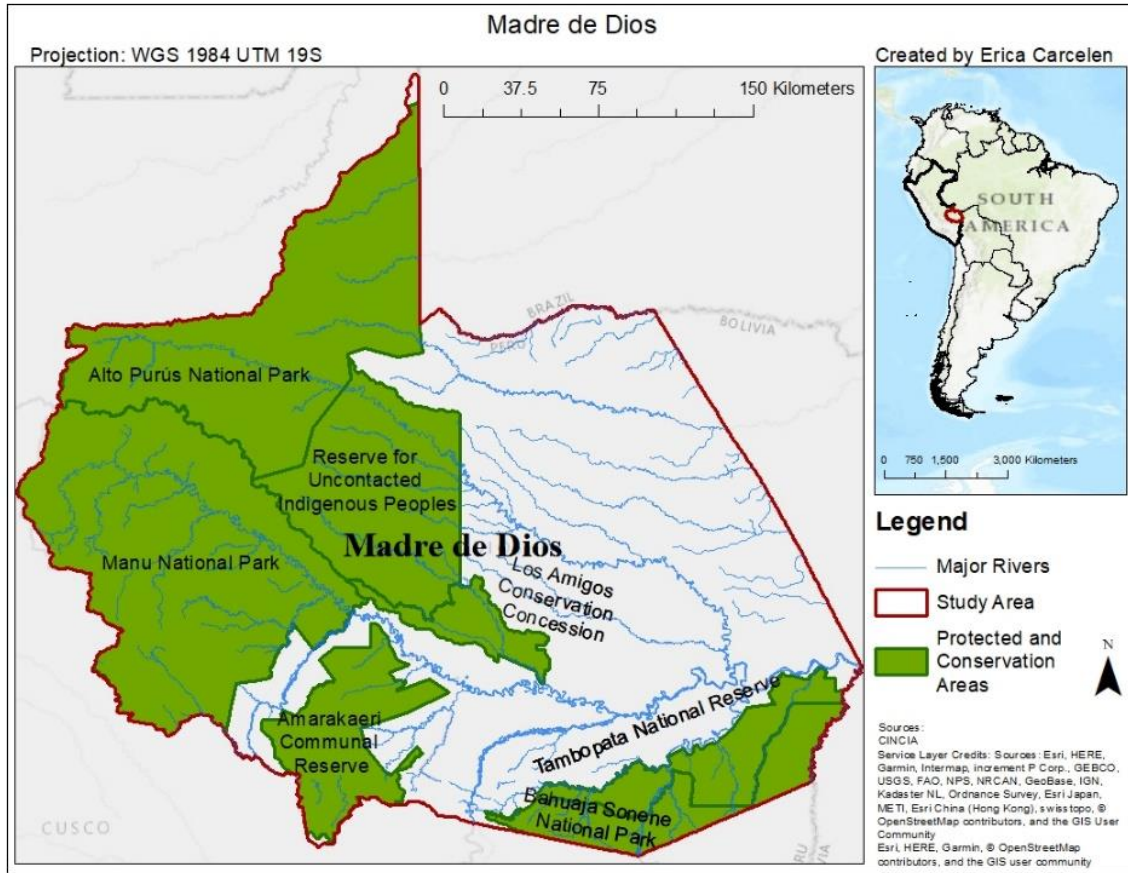 Madre de Dios
Projection: WGS 1984 UTM 19S
Created by Erica Carcelen
0 37.5 75 150 Kilometers
BRAZIL
PERU
BOLIVIA
Alto Purús National Park
Reserve for
Uncontacted
Indigenous Peoples
Madre de Dios
Manu National Park
Los Amigos
Conservation
Concession
Amarakaeri
Communal
Reserve
Tambopata National Reserve
Bahuaja Sonene
National Park
CUSCO
SOUTH
AMERICA
0 750 1,500 3,000 Kilometers
Legend
Major Rivers
Study Area
Protected and
Conservation
Areas
N
Sources:
CINCIA
Service Layer Credits: Sources: Esri, HERE,
Garmin, Intermap, increment P Corp., GEBCO,
USGS, FAO, NPS, NRCAN, GeoBase, IGN,
Kadaster NL, Ordnance Survey, Esri Japan,
METI, Esri China (Hong Kong), swisstopo, ©
OpenStreetMap contributors, and the GIS User
Community
Esri, HERE, Garmin, © OpenStreetMap
contributors, and the GIS user community